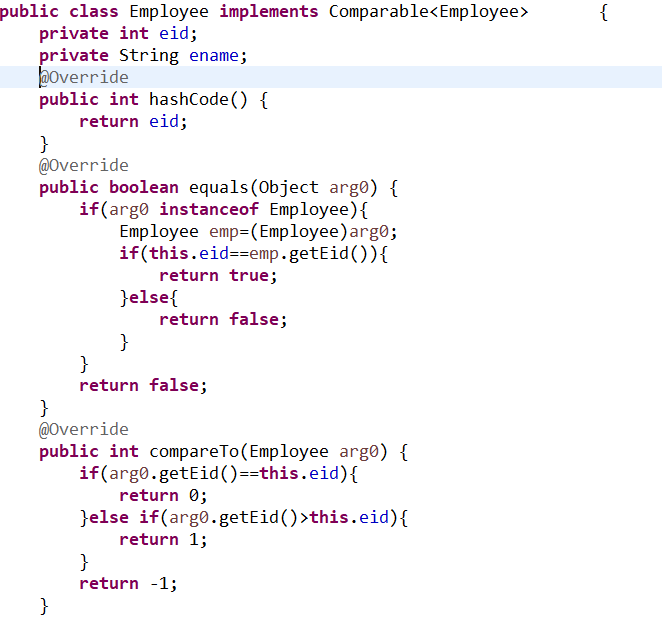 public class Employee implements Comparable<Employee>       {
    private int eid;
    private String ename;
    @Override
    public int hashCode() {
        return eid;
    }
    @Override
    public boolean equals(Object arg0) {
        if(arg0 instanceof Employee){
            Employee emp=(Employee)arg0;
            if(this.eid==emp.getEid()){
                return true;
            }else{
                return false;
            }
        }
        return false;
    }
    @Override
    public int compareTo(Employee arg0) {
        if(arg0.getEid()==this.eid){
            return 0;
        }else if(arg0.getEid()>this.eid){
            return 1;
        }
        return -1;
    }